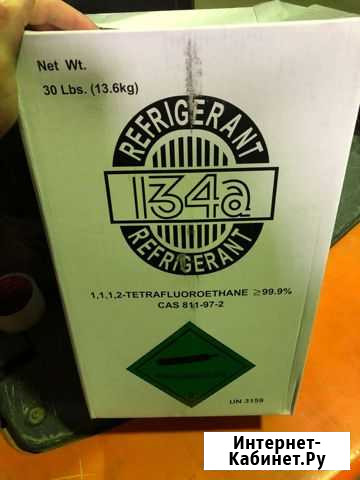 Net Wt.
30 Lbs. (13.6kg)
REFRIGERANT
134a
REFRIGERANT
1,1,1,2-TETRAFLUOROETHANE ≥99.9%
CAS 811-97-2
UN 3159
Интернет-
Кабинет.Ру